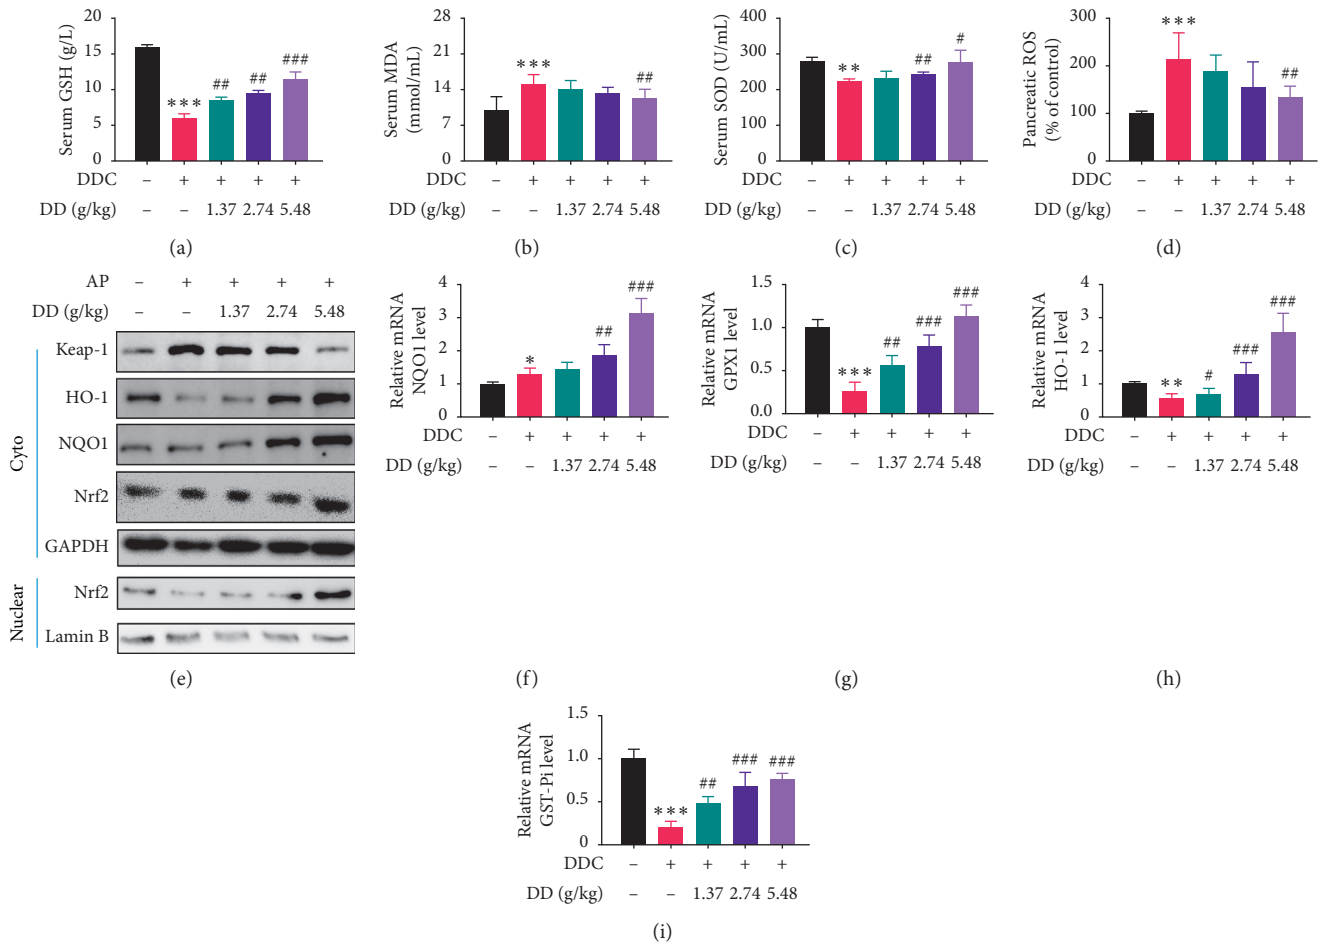 Serum GSH (g/L)
20
15
10
5
0
***
##
##
###
DDC – + + + +
DD (g/kg) – – 1.37 2.74 5.48
(a)
Serum MDA
(mmol/mL)
28
21
14
7
0
***
##
DDC – + + + +
DD (g/kg) – – 1.37 2.74 5.48
(b)
Serum SOD (U/mL)
400
300
200
100
0
**
##
#
DDC – + + + +
DD (g/kg) – – 1.37 2.74 5.48
(c)
Pancreatic ROS
(% of control)
300
200
100
0
***
##
DDC – + + + +
DD (g/kg) – – 1.37 2.74 5.48
(d)
AP – + + + +
DD (g/kg) – – 1.37 2.74 5.48
Cyto
Keap-1
HO-1
NQO1
Nrf2
GAPDH
Nuclear
Nrf2
Lamin B
(e)
Relative mRNA
NQO1 level
4
3
2
1
0
*
##
###
DDC – + + + +
DD (g/kg) – – 1.37 2.74 5.48
(f)
Relative mRNA
GPX1 level
1.5
1.0
0.5
0.0
***
##
###
###
DDC – + + + +
DD (g/kg) – – 1.37 2.74 5.48
(g)
Relative mRNA
HO-1 level
4
3
2
1
0
**
#
###
###
DDC – + + + +
DD (g/kg) – – 1.37 2.74 5.48
(h)
Relative mRNA
GST-Pi level
1.5
1.0
0.5
0
***
##
###
###
DDC – + + + +
DD (g/kg) – – 1.37 2.74 5.48
(i)